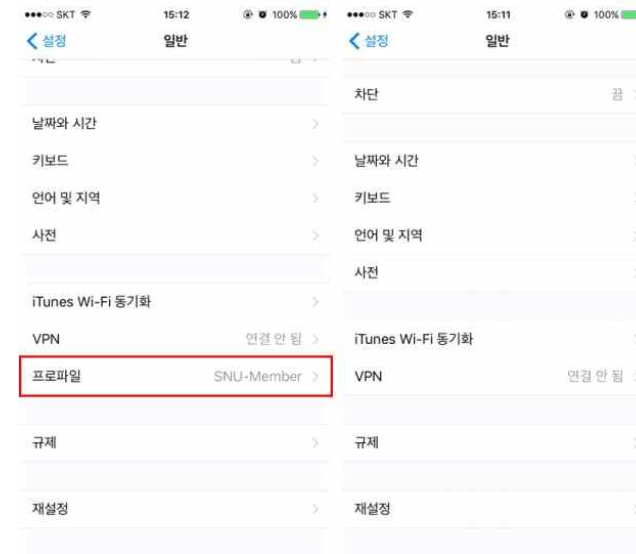 SKT 15:12 100%
설정 일반
날짜와 시간
키보드
언어 및 지역
사전
iTunes Wi-Fi 동기화
VPN 연결 안 됨
프로파일 SNU-Member
규제
재설정
SKT 15:11 100%
설정 일반
차단 끔
날짜와 시간
키보드
언어 및 지역
사전
iTunes Wi-Fi 동기화
VPN 연결 안 됨
규제
재설정